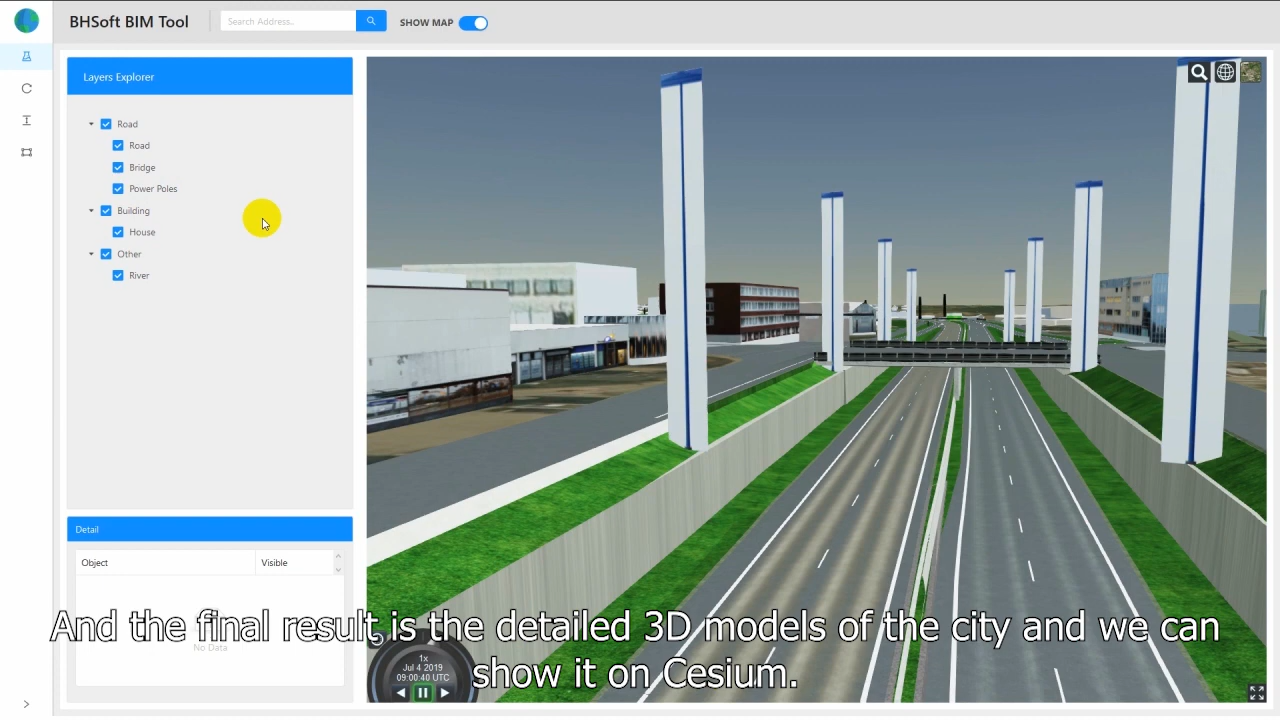 BHSoft BIM Tool
Search Address..
SHOW MAP
Layers Explorer
Road
Road
Bridge
Power Poles
Building
House
Other
River
Detail
Object Visible
No Data
1x
Jul 4 2019
09:00:40 UTC
And the final result is the detailed 3D models of the city and we can
show it on Cesium.